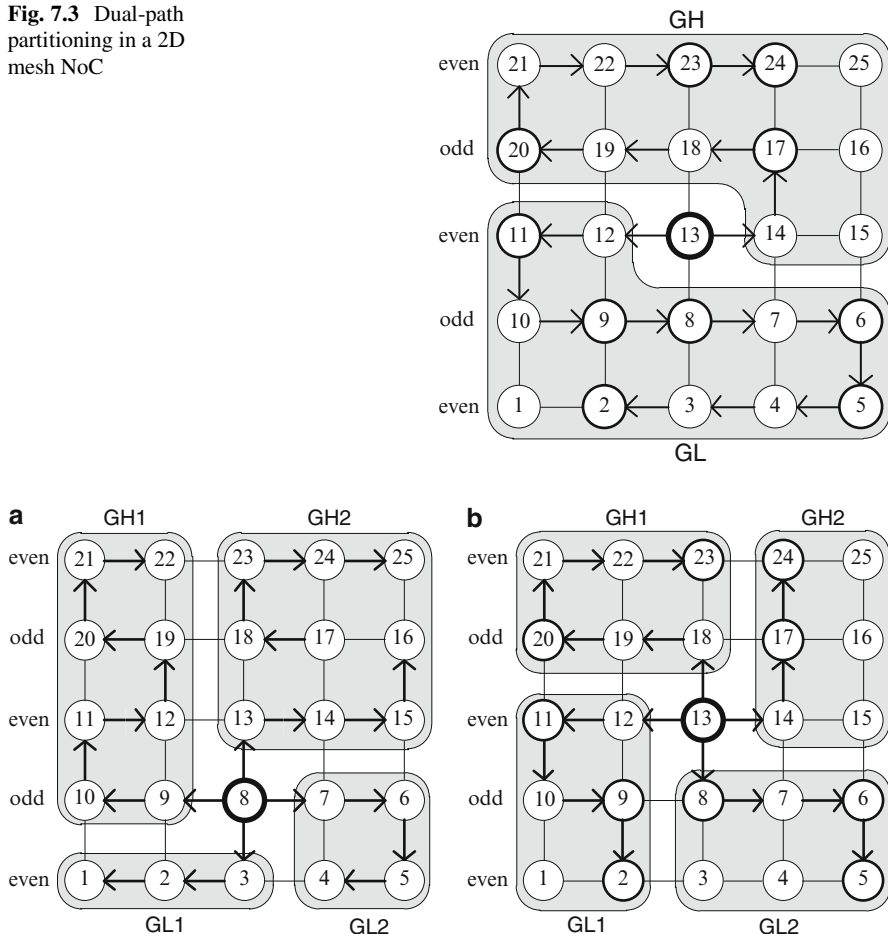 Fig. 7.3 Dual-path
partitioning in a 2D
mesh NoC
GH
even 21 22 23 24 25
odd 20 19 18 17 16
even 11 12 13 14 15
odd 10 9 8 7 6
even 1 2 3 4 5
GL
a
GH1 GH2
even 21 22 23 24 25
odd 20 19 18 17 16
even 11 12 13 14 15
odd 10 9 8 7 6
even 1 2 3 4 5
GL1 GL2
b
GH1 GH2
even 21 22 23 24 25
odd 20 19 18 17 16
even 11 12 13 14 15
odd 10 9 8 7 6
even 1 2 3 4 5
GL1 GL2